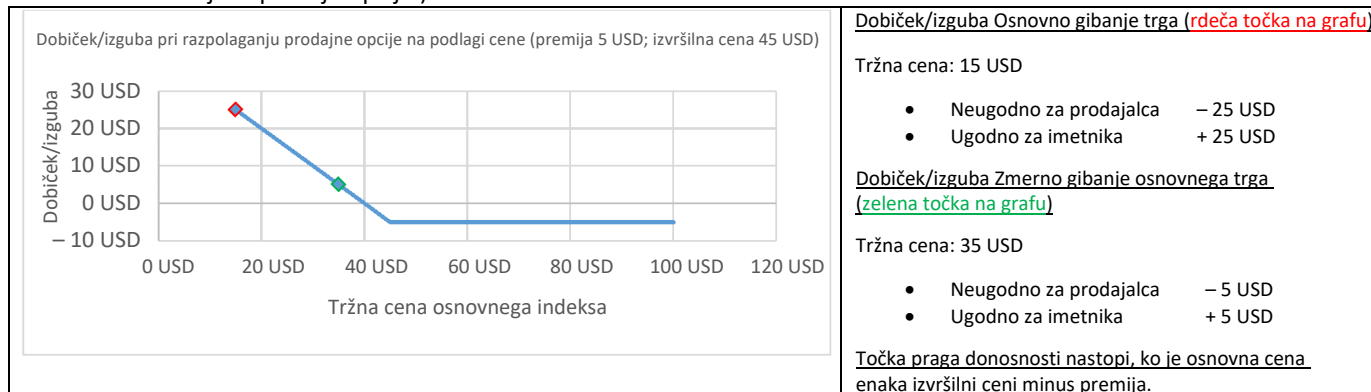 Dobiček/izguba pri razpolaganju prodajne opcije na podlagi cene (premija 5 USD; izvršilna cena 45 USD)
Dobiček/izguba
30 USD
20 USD
10 USD
0 USD
– 10 USD
0 USD 20 USD 40 USD 60 USD 80 USD 100 USD 120 USD
Tržna cena osnovnega indeksa
Dobiček/izguba Osnovno gibanje trga (rdeča točka na grafu)
Tržna cena: 15 USD
• Neugodno za prodajalca – 25 USD
• Ugodno za imetnika + 25 USD
Dobiček/izguba Zmerno gibanje osnovnega trga
(zelena točka na grafu)
Tržna cena: 35 USD
• Neugodno za prodajalca – 5 USD
• Ugodno za imetnika + 5 USD
Točka praga donosnosti nastopi, ko je osnovna cena
enaka izvršilni ceni minus premija.